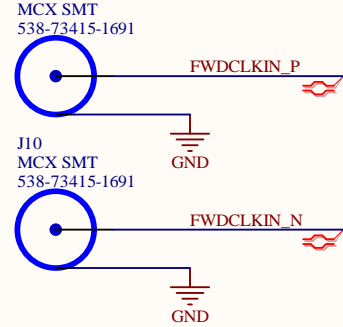 MCX SMT
538-73415-1691
FWDCLKIN_P
GND
J10
MCX SMT
538-73415-1691
FWDCLKIN_N
GND